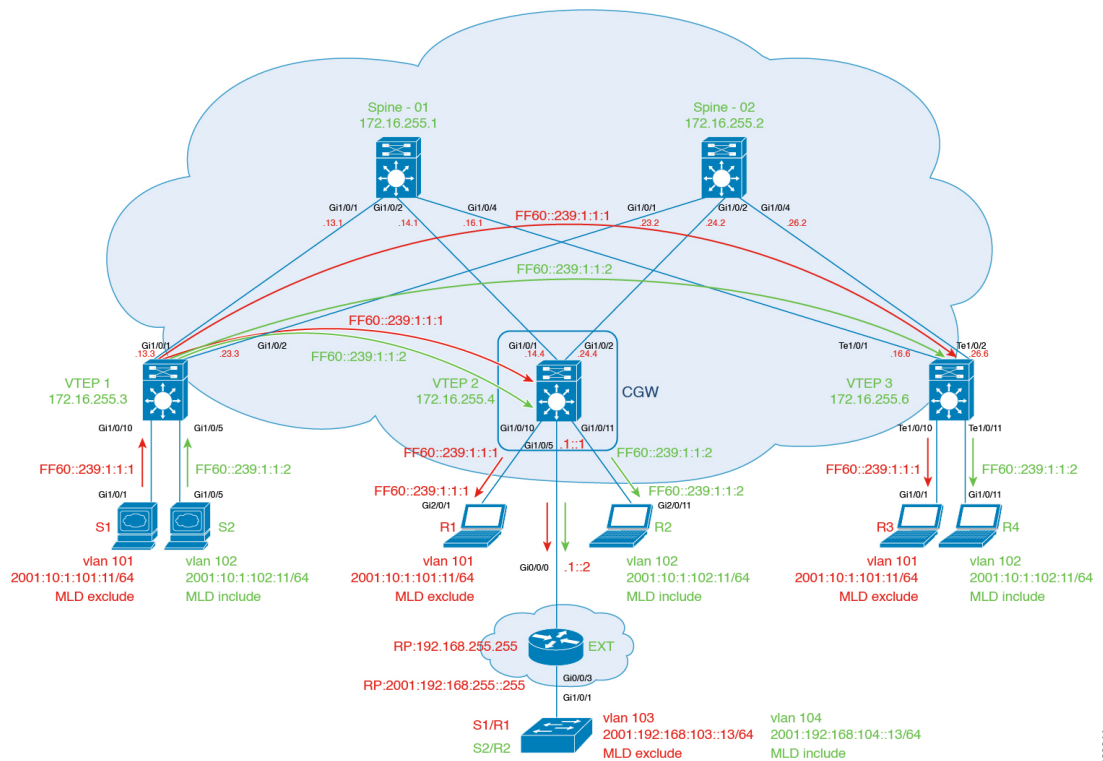 Spine - 01
172.16.255.1
Spine - 02
172.16.255.2
Gi1/0/1
Gi1/0/2
Gi1/0/4
.13.1
.14.1
.16.1
Gi1/0/1
Gi1/0/2
Gi1/0/4
.23.2
.24.2
.26.2
FF60::239:1:1:1
FF60::239:1:1:2
FF60::239:1:1:1
FF60::239:1:1:2
Gi1/0/1
.13.3
.23.3
Gi1/0/2
Gi1/0/1
.14.4
Gi1/0/2
.24.4
Te1/0/1
.16.6
Te1/0/2
.26.6
VTEP 1
172.16.255.3
VTEP 2
172.16.255.4
CGW
VTEP 3
172.16.255.6
Gi1/0/10
Gi1/0/5
Gi1/0/10
Gi1/0/5
.1::1
Gi1/0/11
Te1/0/10
Te1/0/11
FF60::239:1:1:1
FF60::239:1:1:2
FF60::239:1:1:1
FF60::239:1:1:2
FF60::239:1:1:1
FF60::239:1:1:2
FF60::239:1:1:1
FF60::239:1:1:2
Gi1/0/1
Gi1/0/5
Gi2/0/1
Gi2/0/11
Gi1/0/1
Gi1/0/11
S1
S2
R1
R2
R3
R4
vlan 101
2001:10:1:101:11/64
MLD exclude
vlan 102
2001:10:1:102:11/64
MLD include
vlan 101
2001:10:1:101:11/64
MLD exclude
Gi0/0/0
.1::2
vlan 102
2001:10:1:102:11/64
MLD include
vlan 101
2001:10:1:101:11/64
MLD exclude
vlan 102
2001:10:1:102:11/64
MLD include
RP:192.168.255.255
EXT
RP:2001:192:168:255::255
Gi0/0/3
Gi1/0/1
S1/R1
S2/R2
vlan 103
2001:192:168:103::13/64
MLD exclude
vlan 104
2001:192:168:104::13/64
MLD include